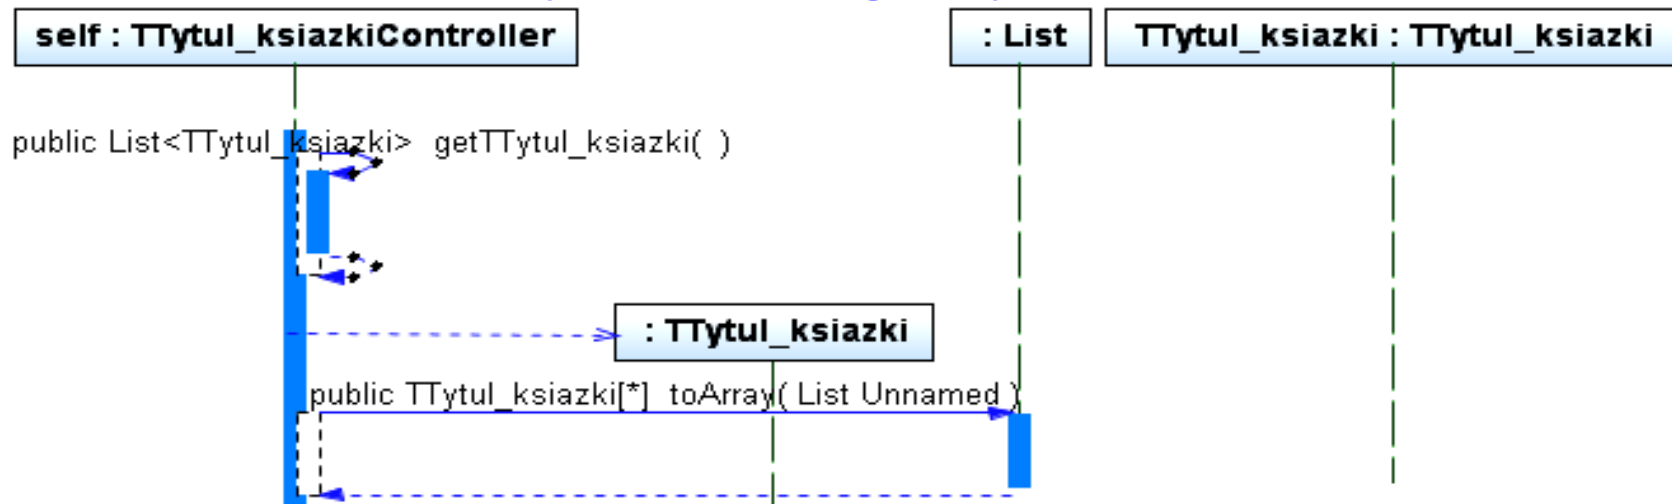 self : TTytul_ksiazkiController
: List
TTytul_ksiazki : TTytul_ksiazki
public List<TTytul_ksiazki> getTTytul_ksiazki( )
: TTytul_ksiazki
public TTytul_ksiazki[*] toArray( List Unnamed )